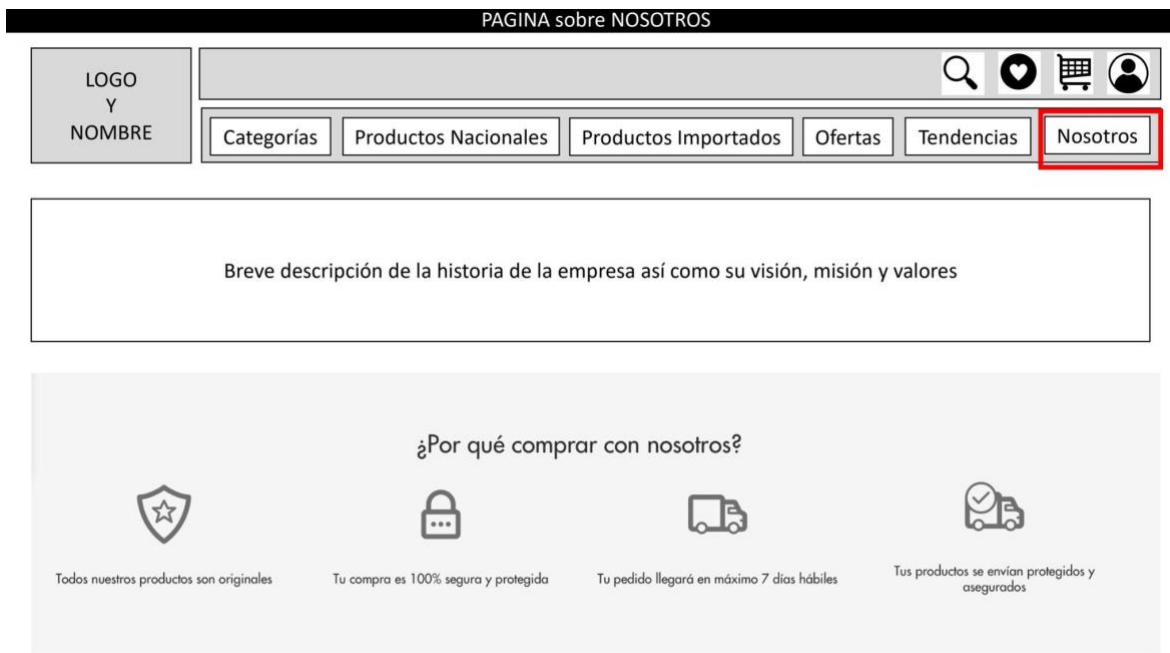 PAGINA sobre NOSOTROS
LOGO
Y
NOMBRE
Categorías
Productos Nacionales
Productos Importados
Ofertas
Tendencias
Nosotros
Breve descripción de la historia de la empresa así como su visión, misión y valores
¿Por qué comprar con nosotros?
Todos nuestros productos son originales
Tu compra es 100% segura y protegida
Tu pedido llegará en máximo 7 días hábiles
Tus productos se envían protegidos y
asegurados